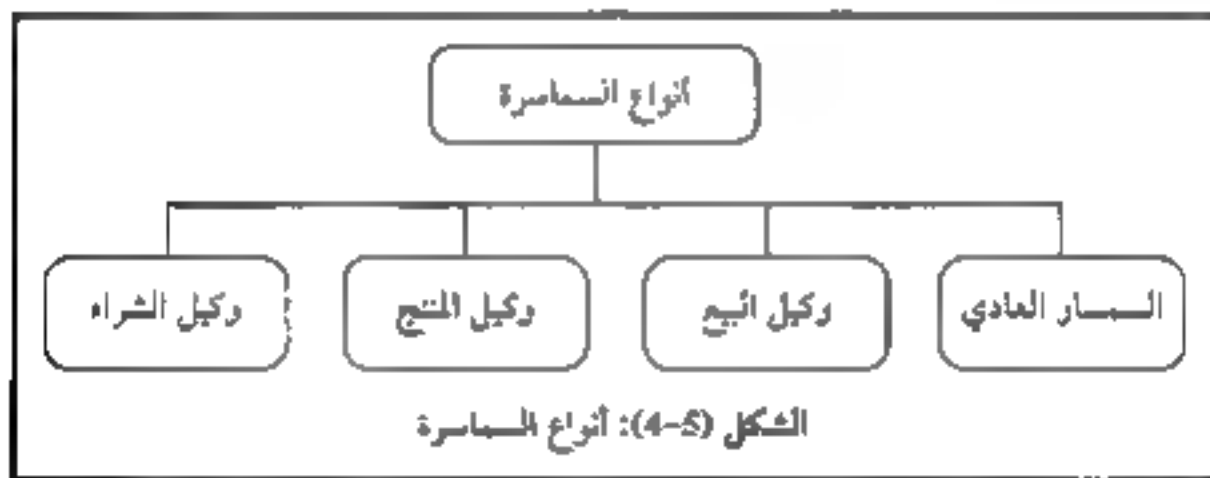 أنواع السماسرة
السمسار العادي
وكيل البيع
وكيل المنتج
وكيل الشراء
الشكل (5-4): أنواع السماسرة